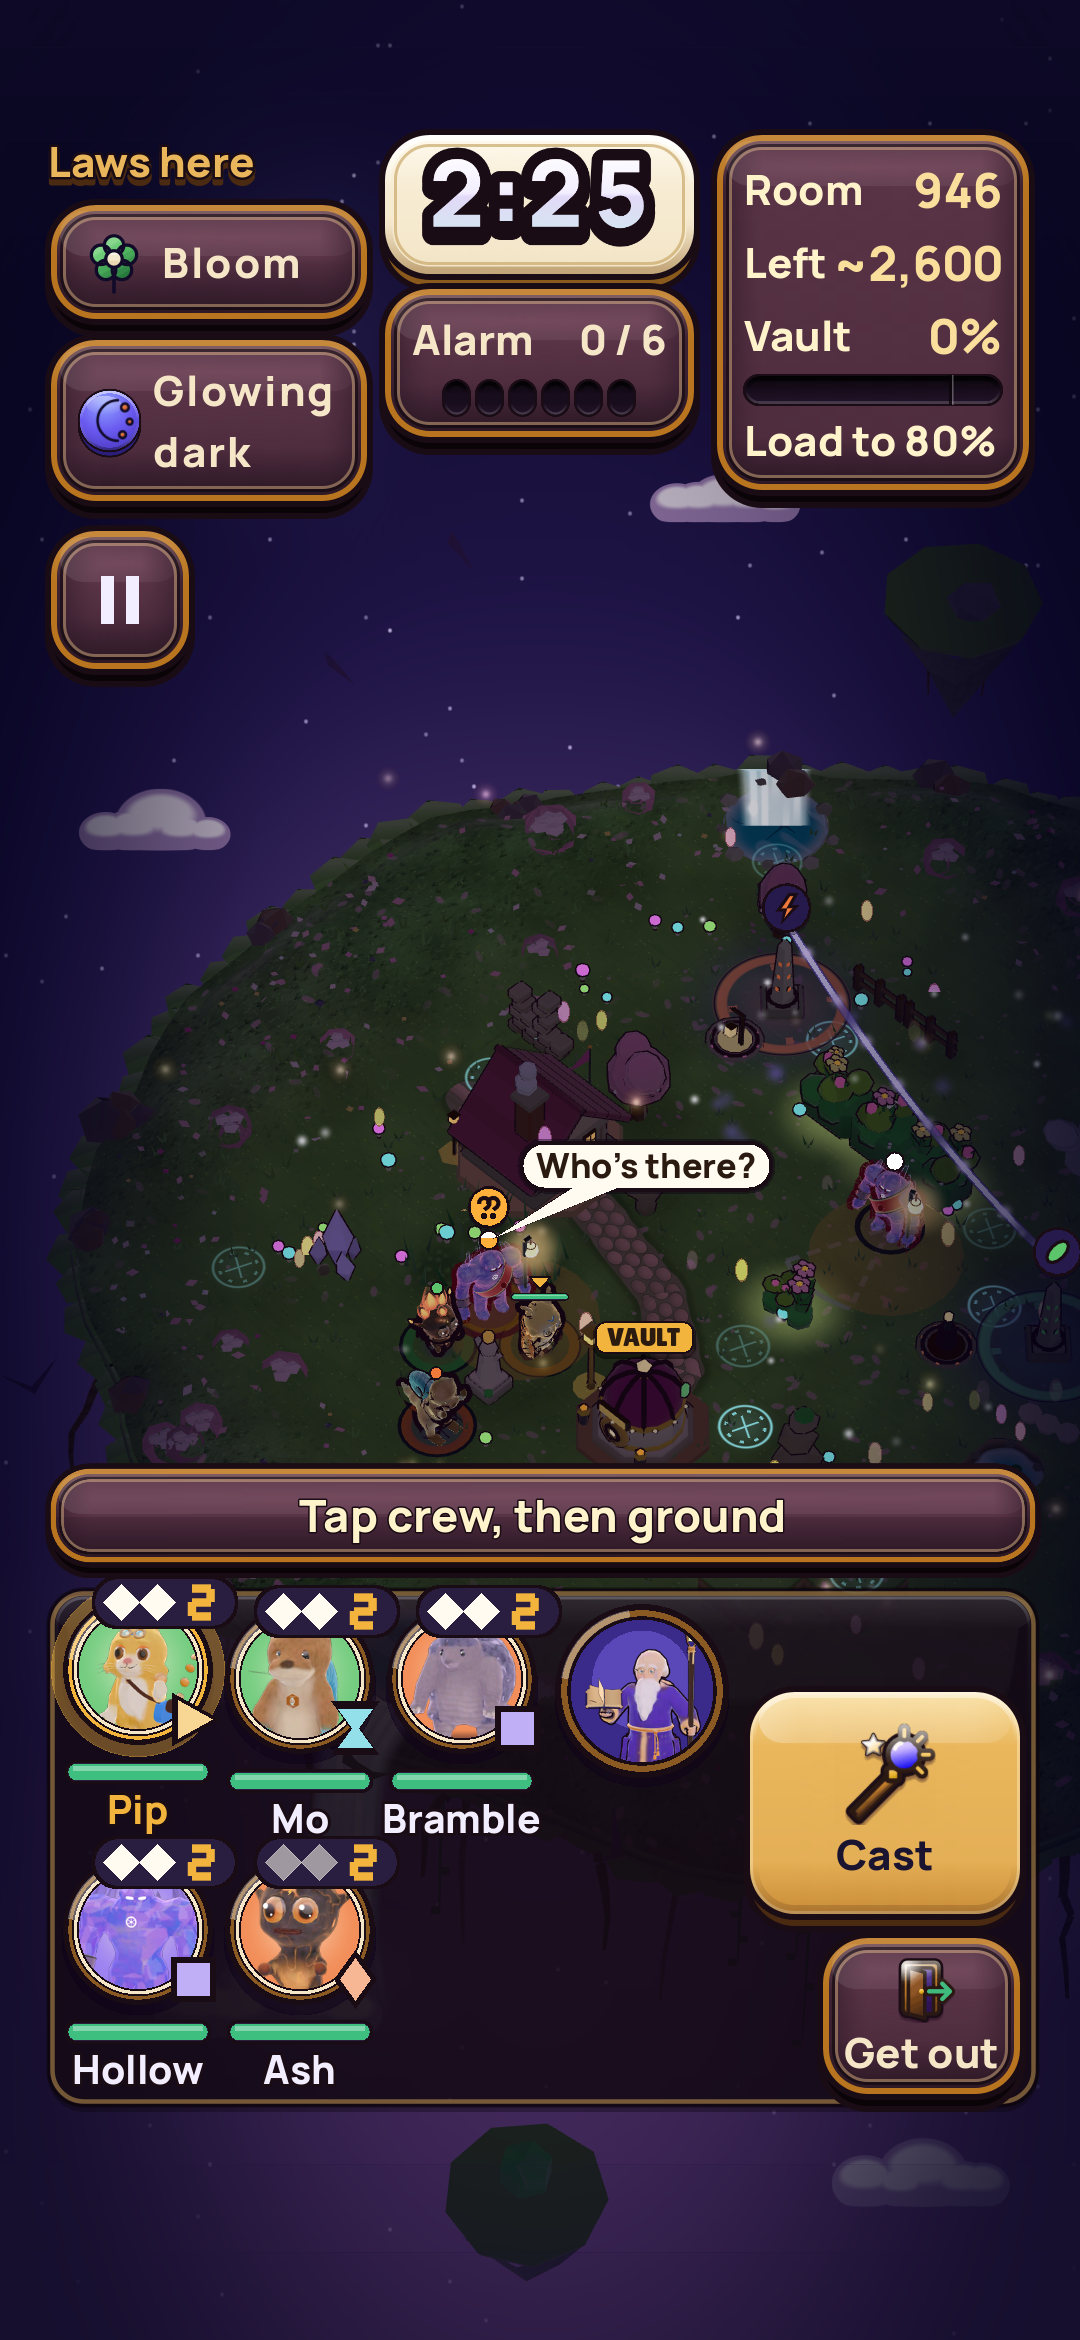 Laws here
Bloom
Glowing
dark
2:25
Alarm 0 / 6
Room 946
Left ~2,600
Vault 0%
Load to 80%
Who's there?
??
VAULT
Tap crew, then ground
2
2
2
Pip
Mo
Bramble
2
2
Hollow
Ash
Cast
Get out